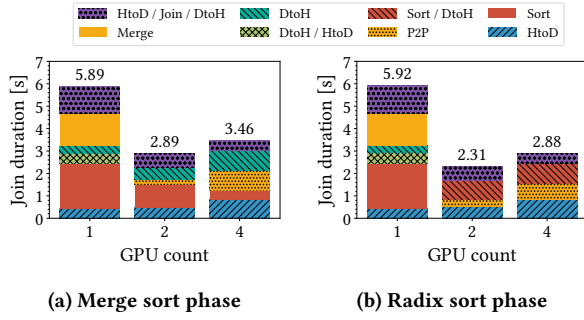 HtoD / Join / DtoH
DtoH
Sort / DtoH
Sort
Merge
DtoH / HtoD
P2P
HtoD
Join duration [s]
7
6
5
4
3
2
1
0
5.89
2.89
3.46
1
2
4
GPU count
(a) Merge sort phase
Join duration [s]
7
6
5
4
3
2
1
0
5.92
2.31
2.88
1
2
4
GPU count
(b) Radix sort phase